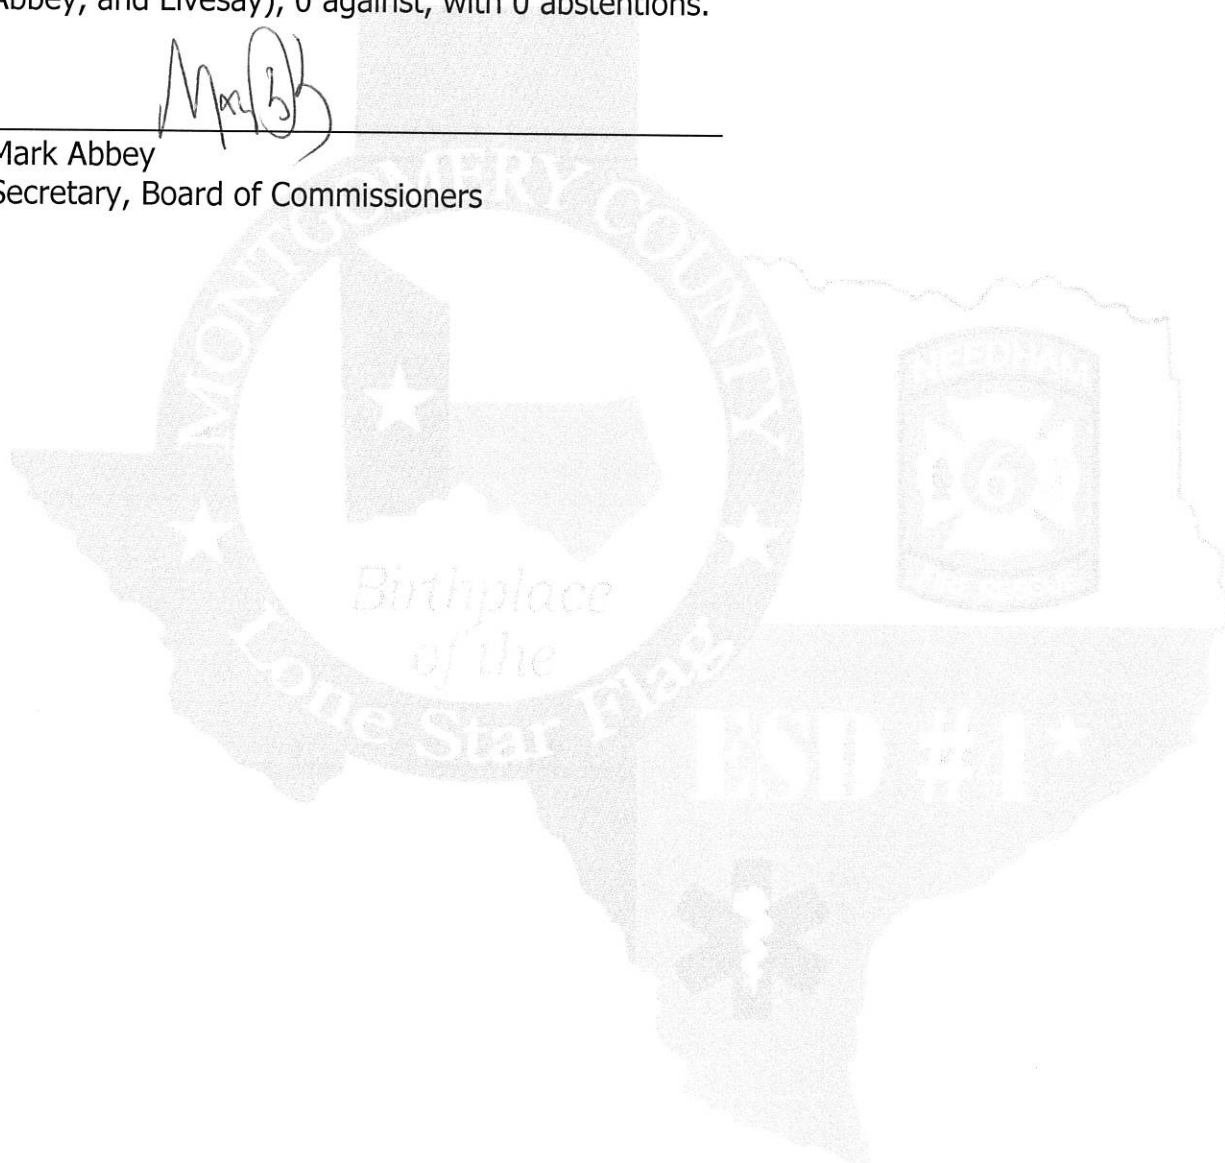 Abbey, and Livesay), 0 against, with 0 abstentions.
Mark Abbey
Secretary, Board of Commissioners
MONTGOMERY COUNTY
NEEDHAM
6
Birthplace
of the
Lone Star Flag
ESD #1